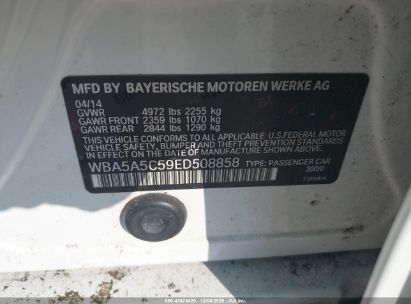 MFD BY BAYERISCHE MOTOREN WERKE AG
04/14
GVWR 4972 lbs 2255 kg
GAWR FRONT 2359 lbs 1070 kg
GAWR REAR 2844 lbs 1290 kg
THIS VEHICLE CONFORMS TO ALL APPLICABLE U.S.FEDERAL MOTOR
VEHICLE SAFETY, BUMPER AND THEFT PREVENTION STANDARDS
IN EFFECT ON THE DATE OF MANUFACTURE SHOWN ABOVE.
WBA5A5C59ED508858 TYPE: PASSENGER CAR
300/0